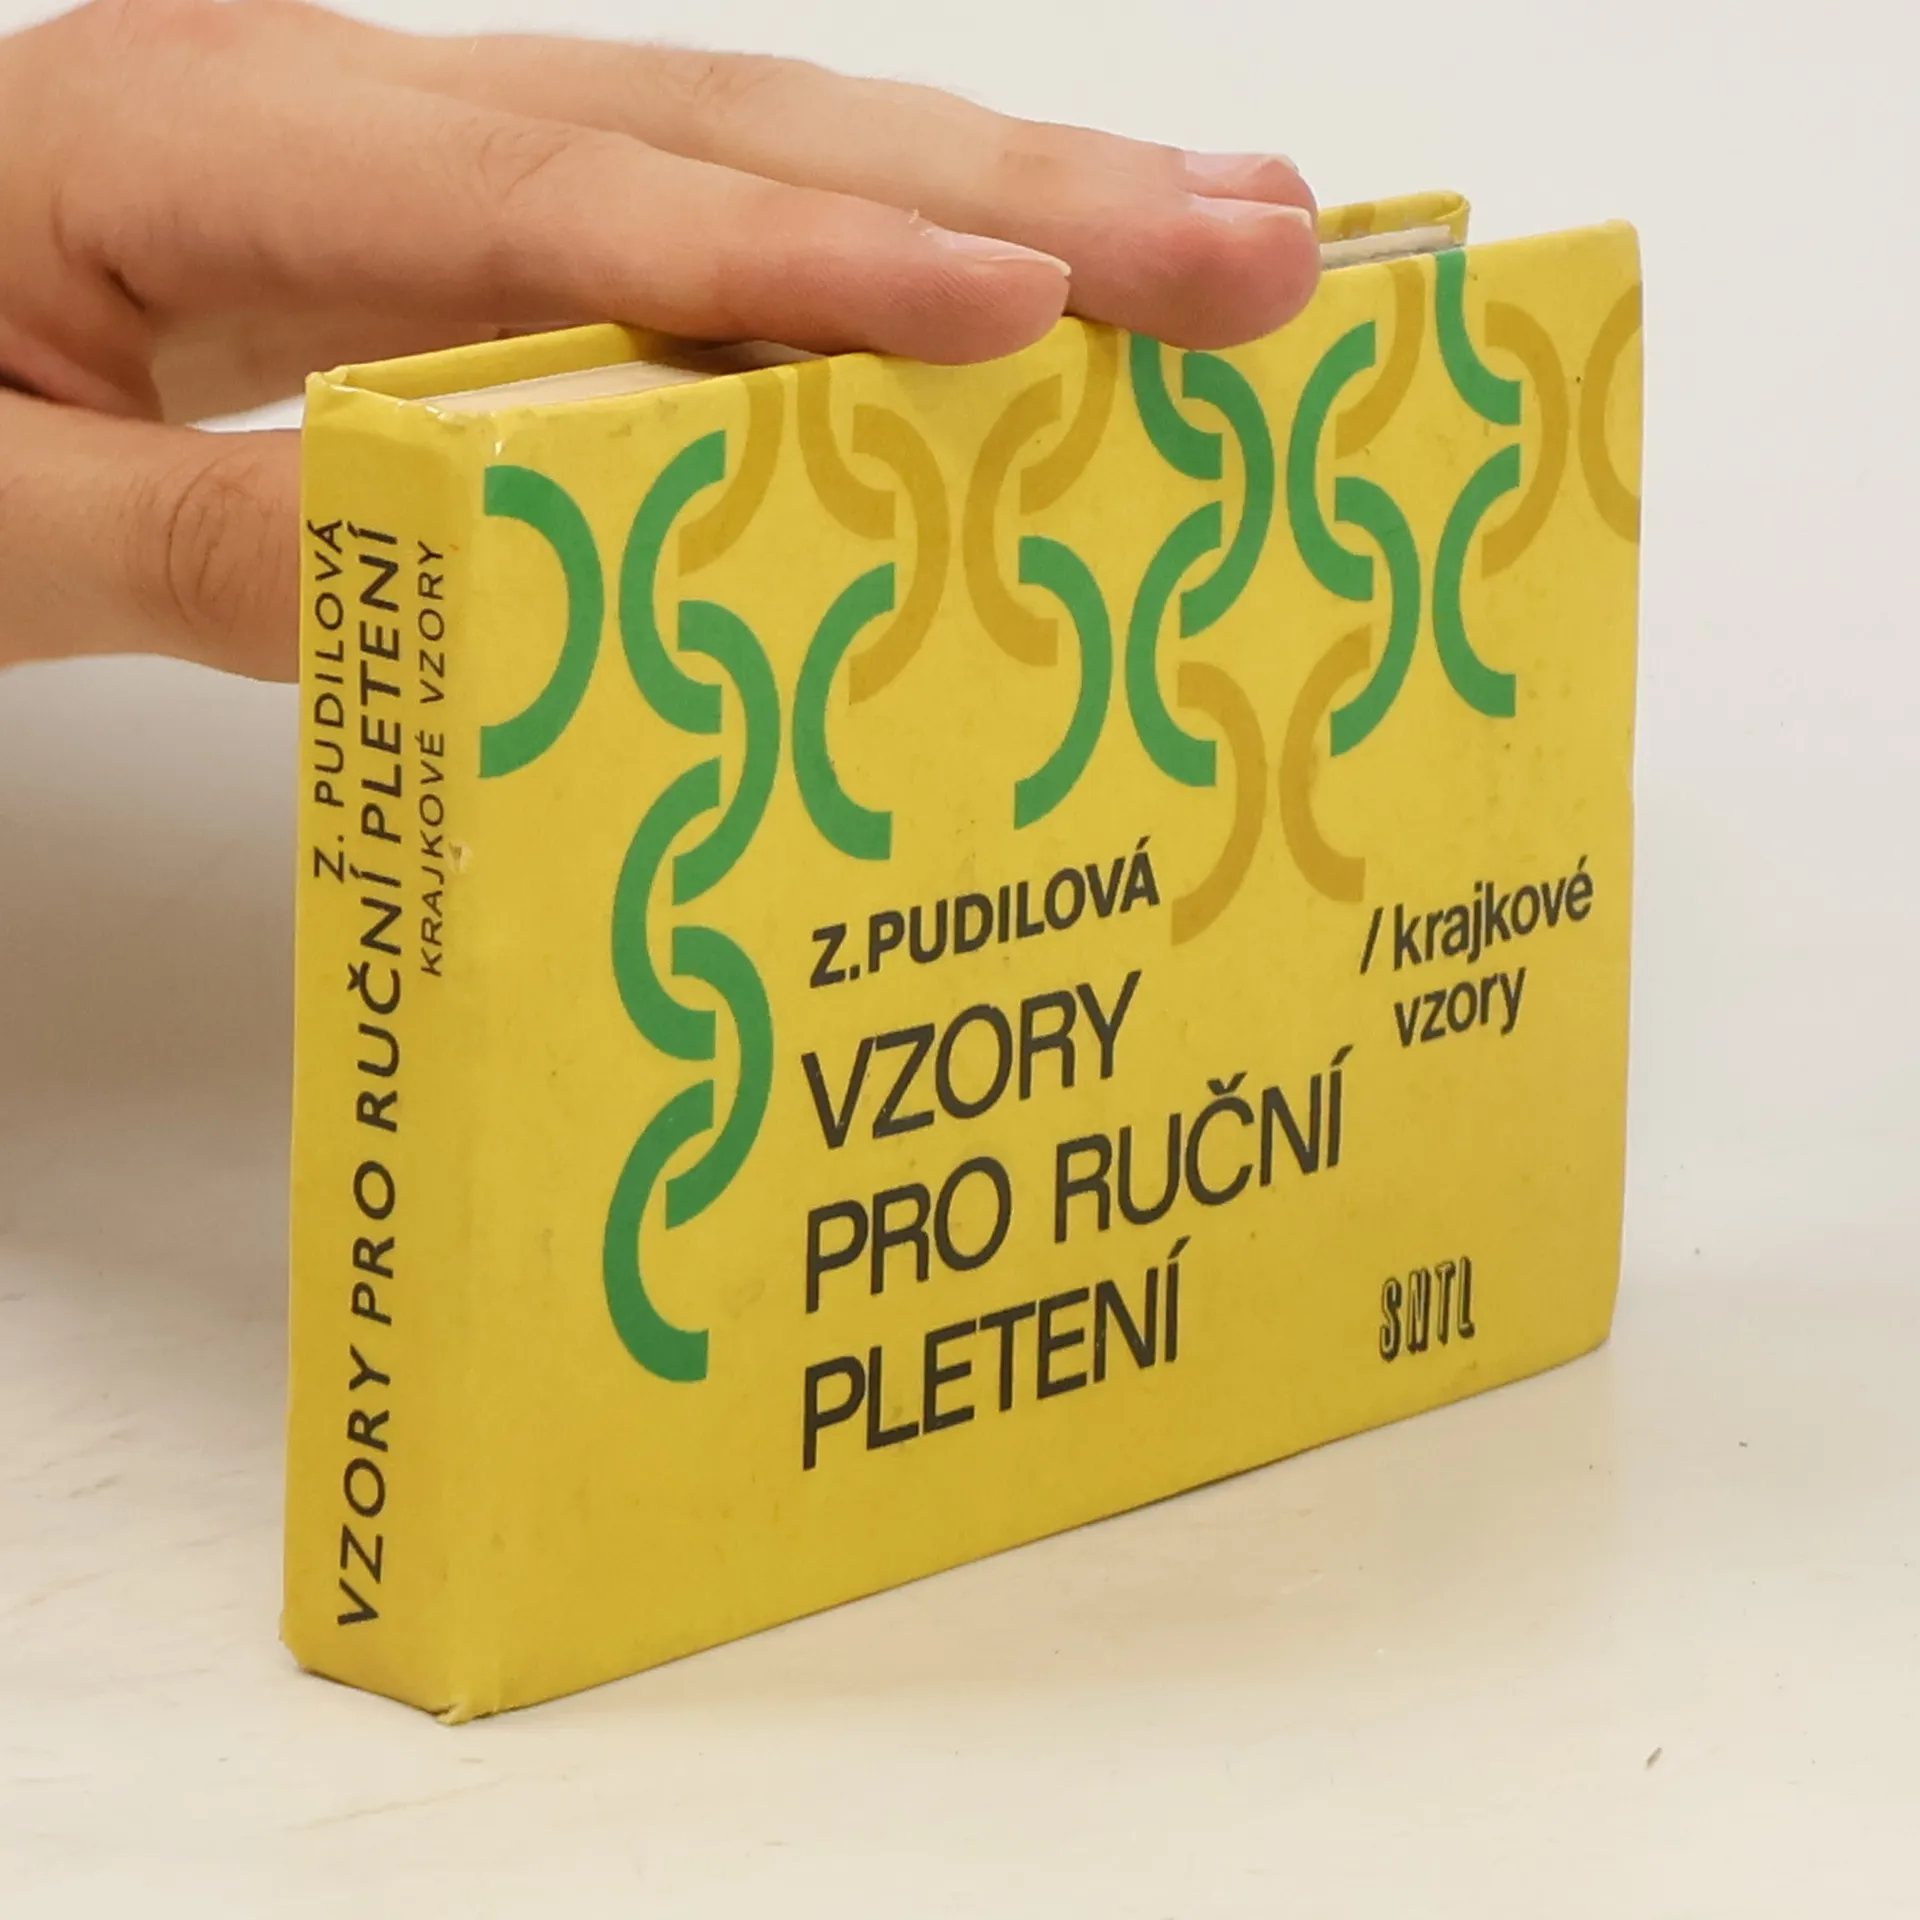 Z. PUDILOVÁ
VZORY PRO RUČNÍ PLETENÍ
KRAJKOVÉ VZORY
Z. PUDILOVÁ
VZORY
PRO RUČNÍ
PLETENÍ
/ krajkové
vzory
SNTL